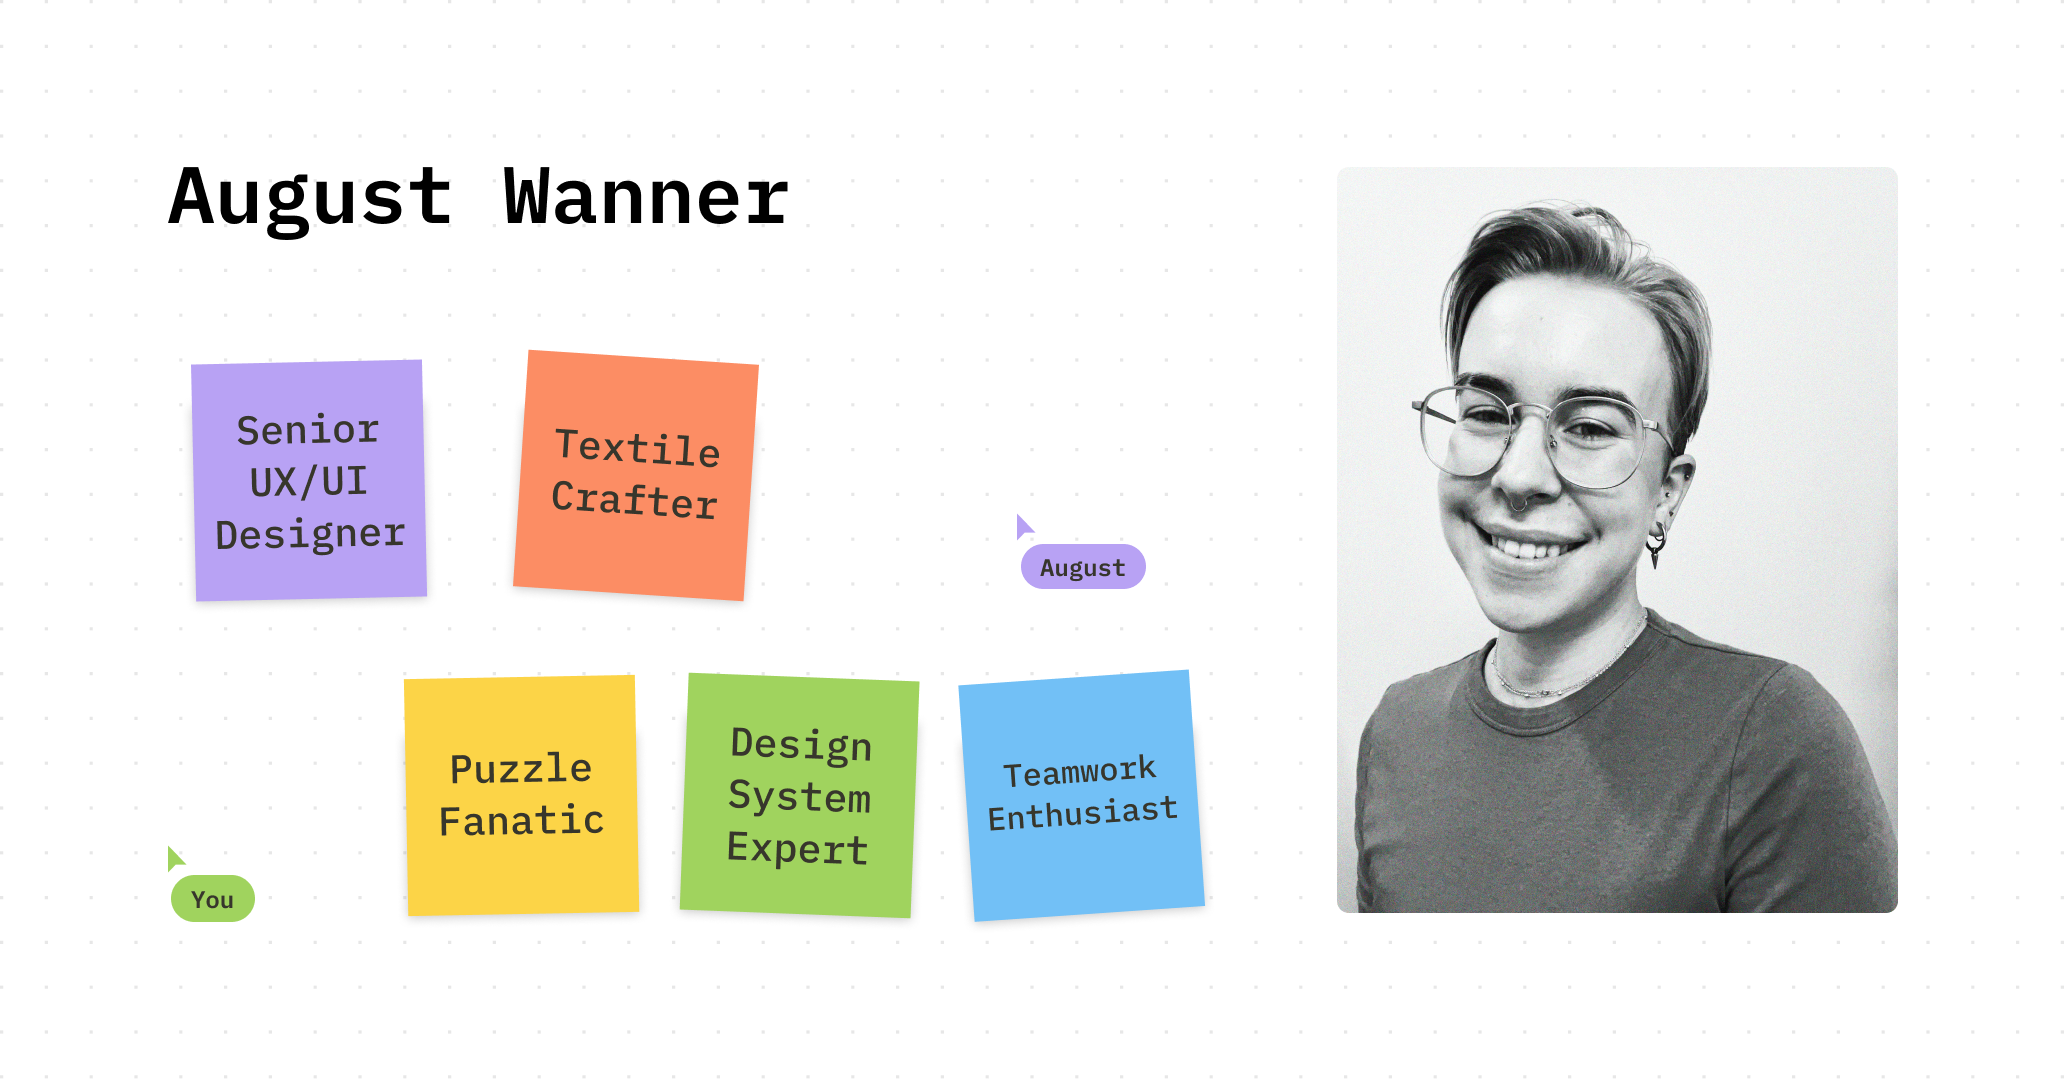 August Wanner
Senior
UX/UI
Designer
Textile
Crafter
August
Puzzle
Fanatic
Design
System
Expert
Teamwork
Enthusiast
You